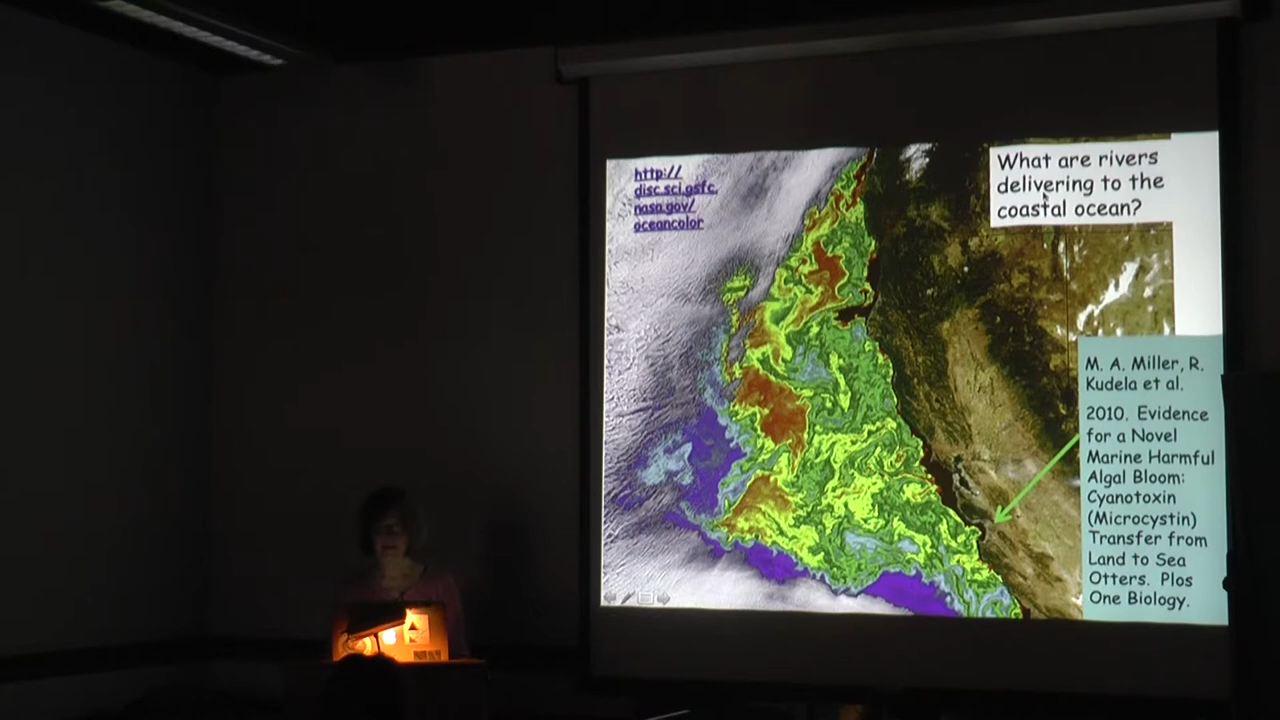 http://
disc.sci.gsfc.
nasa.gov/
oceancolor
What are rivers
delivering to the
coastal ocean?
M. A. Miller, R.
Kudela et al.
2010. Evidence
for a Novel
Marine Harmful
Algal Bloom:
Cyanotoxin
(Microcystin)
Transfer from
Land to Sea
Otters. Plos
One Biology.